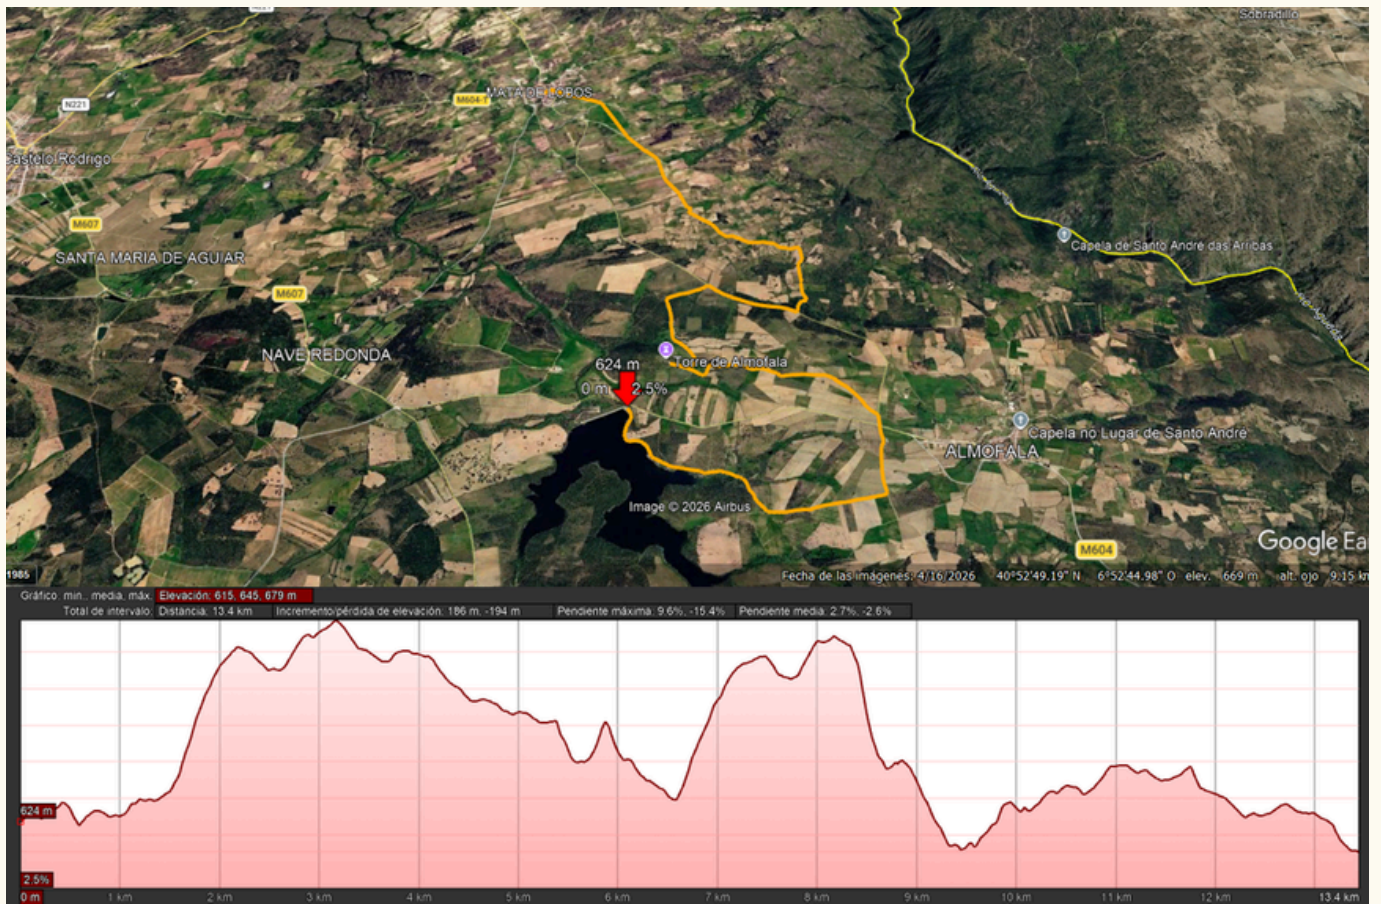 N221
Sobradillo
M604-1
MATA DE LOBOS
N221
Castelo Rodrigo
M607
Capela de Santo André das Arribas
SANTA MARIA DE AGUIAR
M607
NAVE REDONDA
Torre de Almofala
624 m
0 m 2.5%
Capela no Lugar de Santo André
ALMOFALA
Image © 2026 Airbus
M604
Google Ea
1985
Fecha de las imágenes: 4/16/2026 40°52'49.19" N 6°52'44.98" O elev. 669 m alt. ojo 9.15 km
Gráfico: mín., media, máx. Elevación: 615, 645, 679 m
Total de intervalo: Distancia: 13.4 km Incremento/pérdida de elevación: 186 m, -194 m Pendiente máxima: 9.6%, -15.4% Pendiente media: 2.7%, -2.6%
624 m
2.5%
0 m 1 km 2 km 3 km 4 km 5 km 6 km 7 km 8 km 9 km 10 km 11 km 12 km 13.4 km